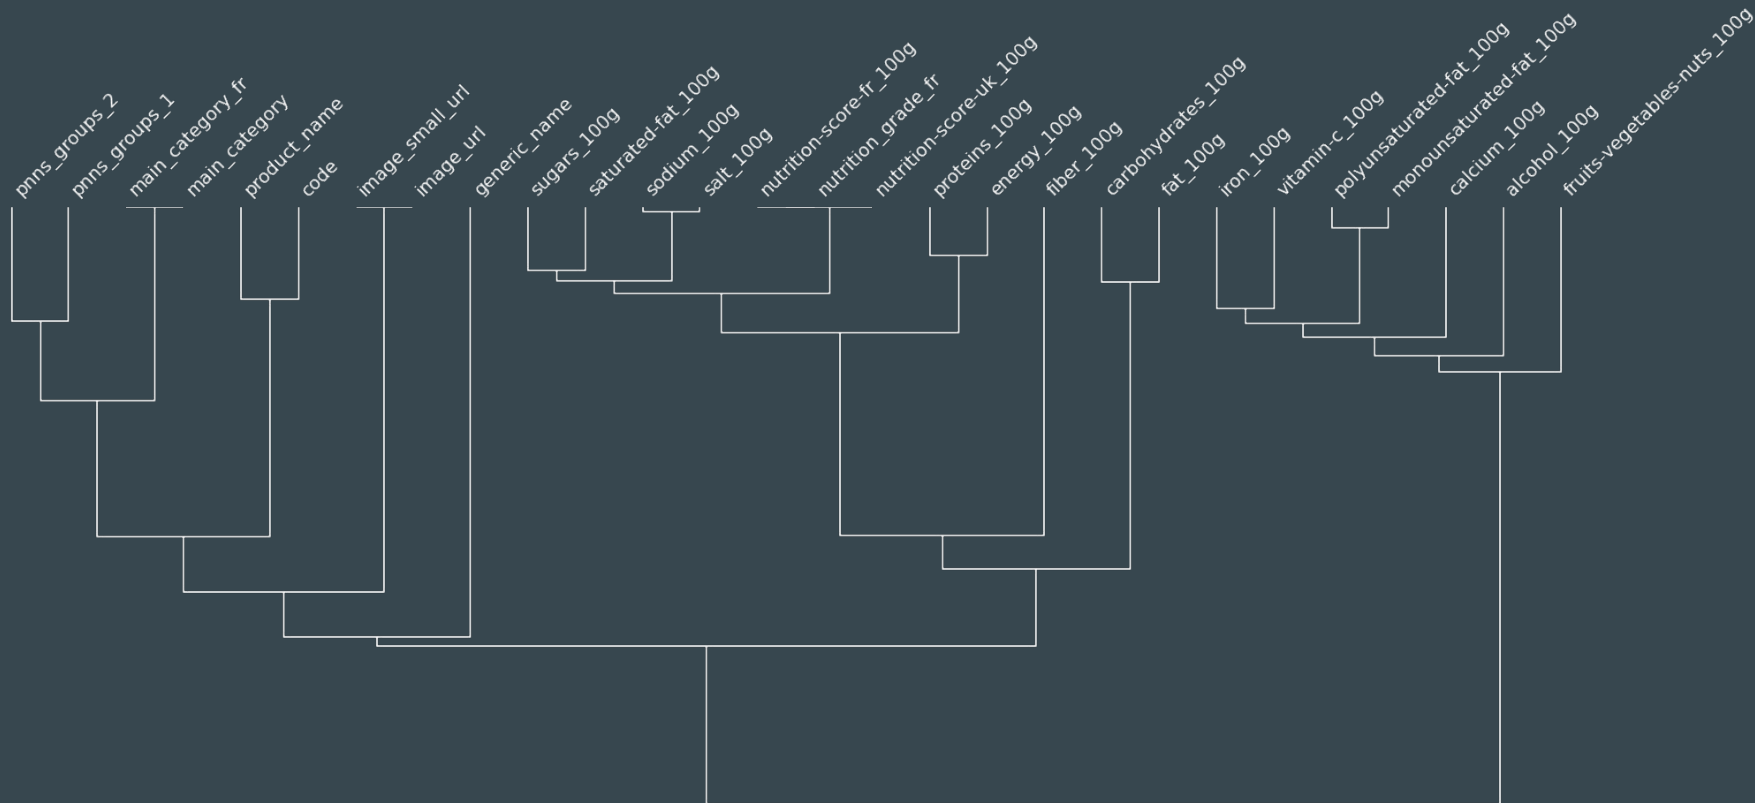 pnns_groups_2
pnns_groups_1
main_category_fr
main_category
product_name
code
image_small_url
image_url
generic_name
sugars_100g
saturated-fat_100g
sodium_100g
salt_100g
nutrition-score-fr_100g
nutrition_grade_fr
nutrition-score-uk_100g
proteins_100g
energy_100g
fiber_100g
carbohydrates_100g
fat_100g
iron_100g
vitamin-c_100g
polyunsaturated-fat_100g
monounsaturated-fat_100g
calcium_100g
alcohol_100g
fruits-vegetables-nuts_100g